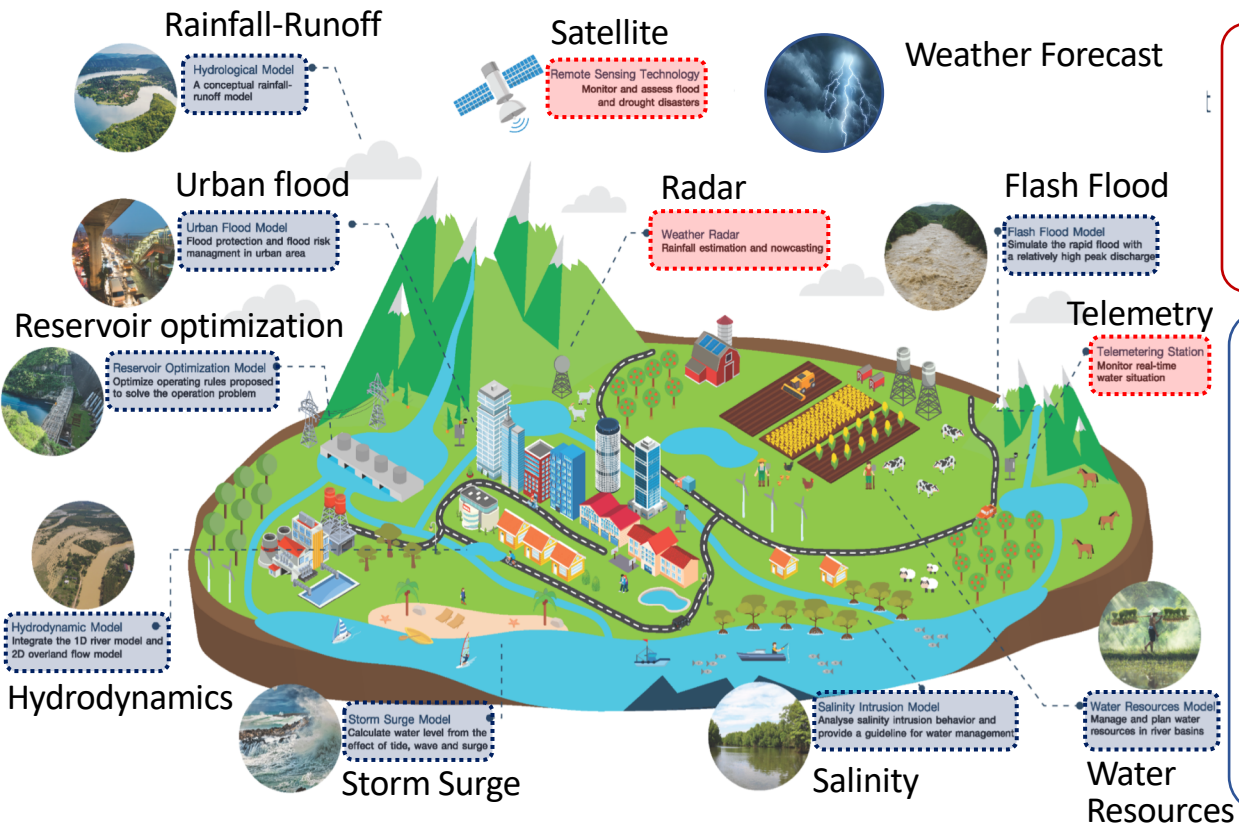 Rainfall-Runoff
Hydrological Model
A conceptual rainfall-
runoff model
Satellite
Remote Sensing Technology
Monitor and assess flood
and drought disasters
Weather Forecast
Urban flood
Urban Flood Model
Flood protection and flood risk
managment in urban area
Radar
Weather Radar
Rainfall estimation and nowcasting
Flash Flood
Flash Flood Model
Simulate the rapid flood with
a relatively high peak discharge
Reservoir optimization
Reservoir Optimization Model
Optimize operating rules proposed
to solve the operation problem
Telemetry
Telemetering Station
Monitor real-time
water situation
Hydrodynamic Model
Integrate the 1D river model and
2D overland flow model
Hydrodynamics
Storm Surge Model
Calculate water level from the
effect of tide, wave and surge
Storm Surge
Salinity Intrusion Model
Analyse salinity intrusion behavior and
provide a guideline for water management
Salinity
Water Resources Model
Manage and plan water
resources in river basins
Water
Resources